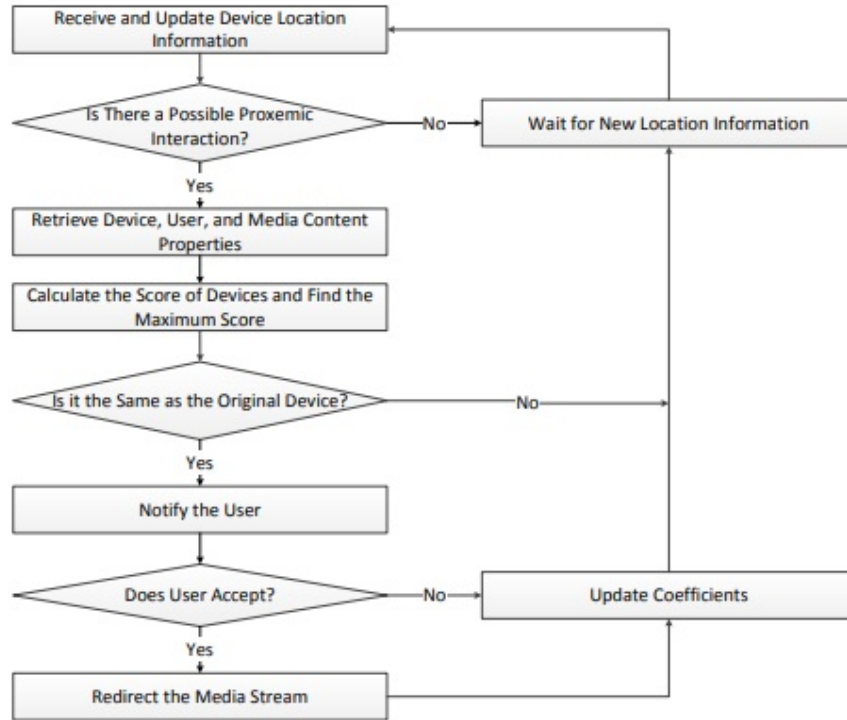 Receive and Update Device Location
Information
Is There a Possible Proxemic
Interaction?
No
Wait for New Location Information
Yes
Retrieve Device, User, and Media Content
Properties
Calculate the Score of Devices and Find the
Maximum Score
Is it the Same as the Original Device?
No
Yes
Notify the User
Does User Accept?
No
Update Coefficients
Yes
Redirect the Media Stream